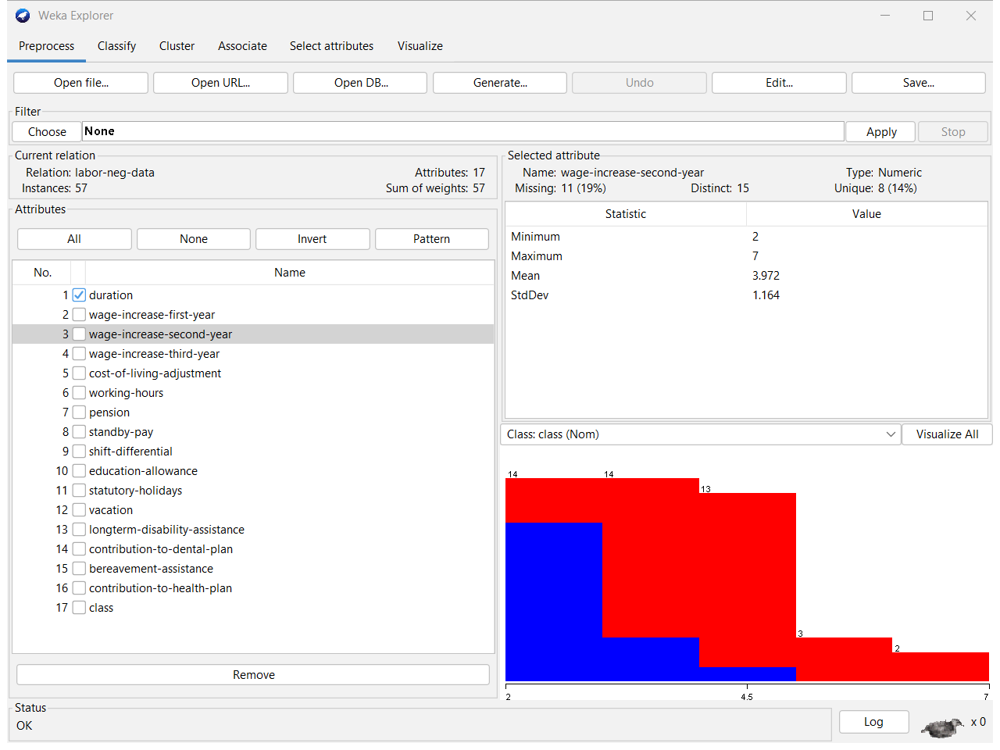 Weka Explorer
Preprocess Classify Cluster Associate Select attributes Visualize
Open file... Open URL... Open DB... Generate... Undo Edit... Save...
Filter
Choose None Apply Stop
Current relation
Relation: labor-neg-data Attributes: 17
Instances: 57 Sum of weights: 57
Attributes
All None Invert Pattern
No. Name
1 duration
2 wage-increase-first-year
3 wage-increase-second-year
4 wage-increase-third-year
5 cost-of-living-adjustment
6 working-hours
7 pension
8 standby-pay
9 shift-differential
10 education-allowance
11 statutory-holidays
12 vacation
13 longterm-disability-assistance
14 contribution-to-dental-plan
15 bereavement-assistance
16 contribution-to-health-plan
17 class
Remove
Selected attribute
Name: wage-increase-second-year Type: Numeric
Missing: 11 (19%) Distinct: 15 Unique: 8 (14%)
Statistic Value
Minimum 2
Maximum 7
Mean 3.972
StdDev 1.164
Class: class (Nom) Visualize All
14 14 13 3 2
2 4.5 7
Status
OK
Log x 0